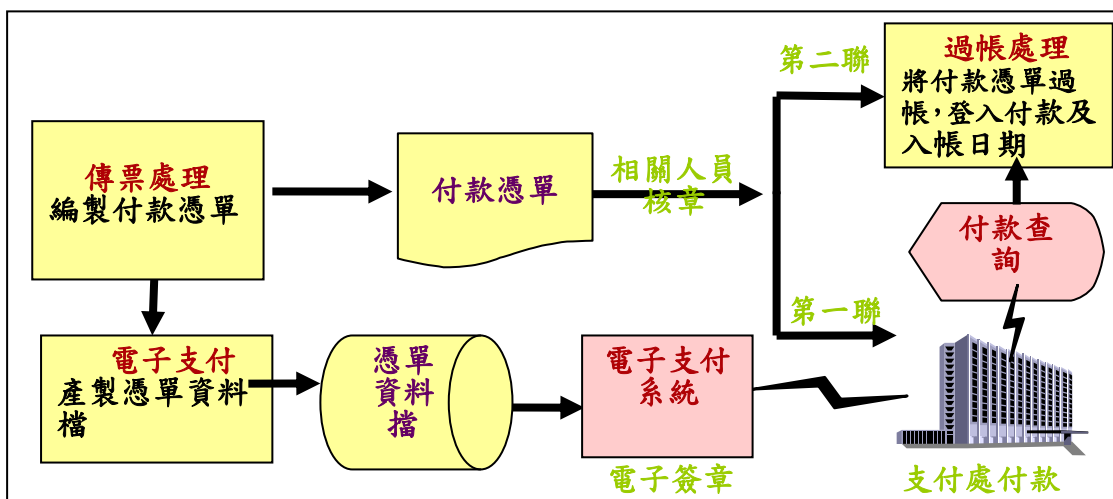 傳票處理
編製付款憑單
付款憑單
相關人員
核章
第二聯
過帳處理
將付款憑單過
帳，登入付款及
入帳日期
付款查
詢
第一聯
電子支付
產製憑單資料
檔
憑單
資料
檔
電子支付
系統
電子簽章
支付處付款